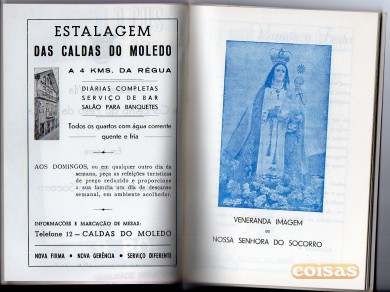 ESTALAGEM
DAS CALDAS DO MOLEDO
A 4 KMS. DA RÉGUA
DIÁRIAS COMPLETAS
SERVIÇO DE BAR
SALÃO PARA BANQUETES
Todos os quartos com água corrente
quente e fria
AOS DOMINGOS, ou em qualquer outro dia da
semana, peça as refeições turísticas
de preço reduzido e proporcione
a sua família um dia de descanso
semanal, em ambiente acolhedor.
INFORMAÇÕES E MARCAÇÃO DE MESAS:
Telefone 12 — CALDAS DO MOLEDO
NOVA FIRMA • NOVA GERÊNCIA • SERVIÇO DIFERENTE
VENERANDA IMAGEM
DE
NOSSA SENHORA DO SOCORRO
coisas